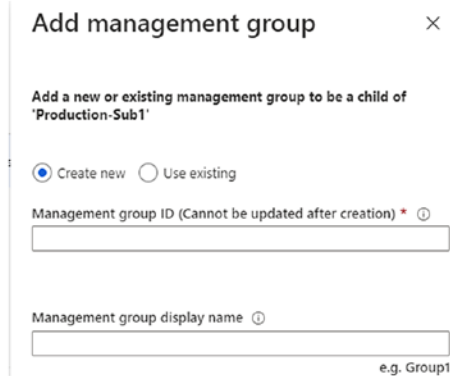 Add management group
Add a new or existing management group to be a child of
'Production-Sub1'
Create new Use existing
Management group ID (Cannot be updated after creation) *
Management group display name
e.g. Group1